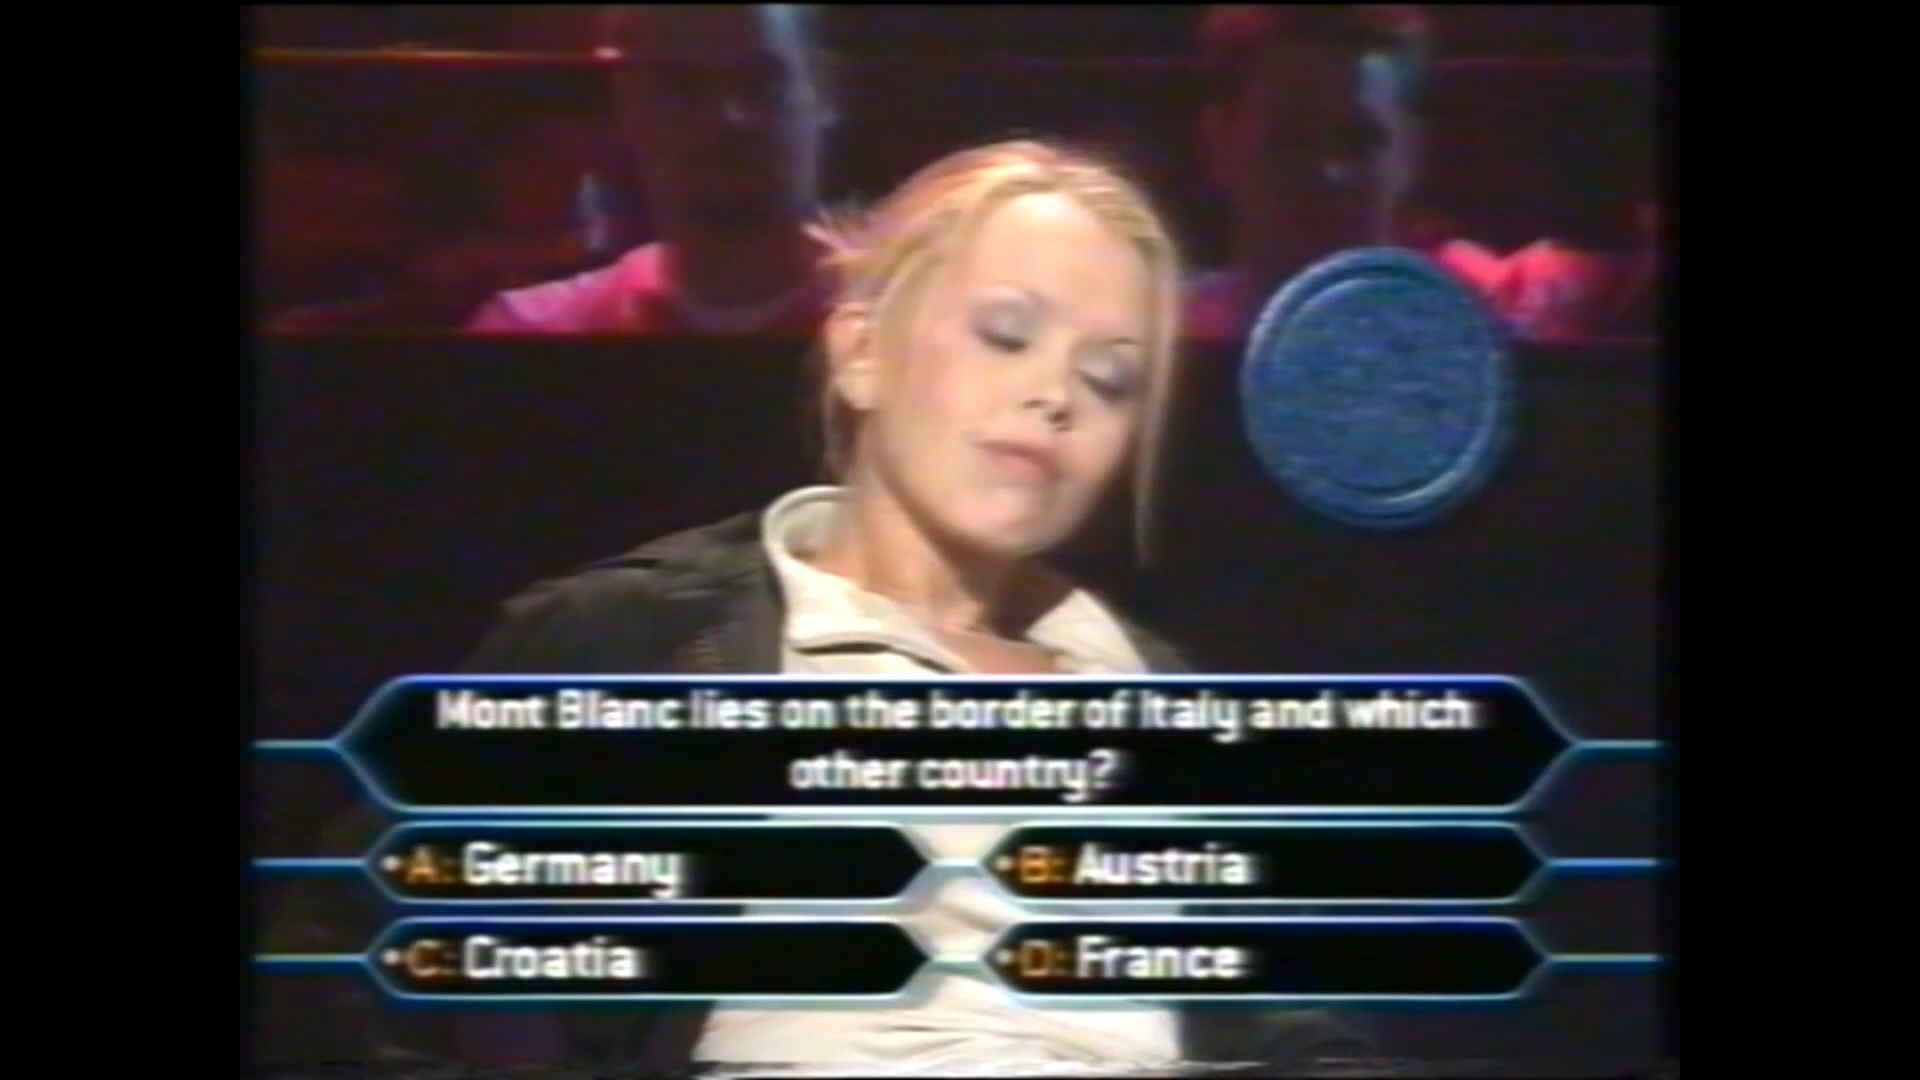 Mont Blanc lies on the border of Italy and which
other country?
•A: Germany
•B: Austria
•C: Croatia
•D: France